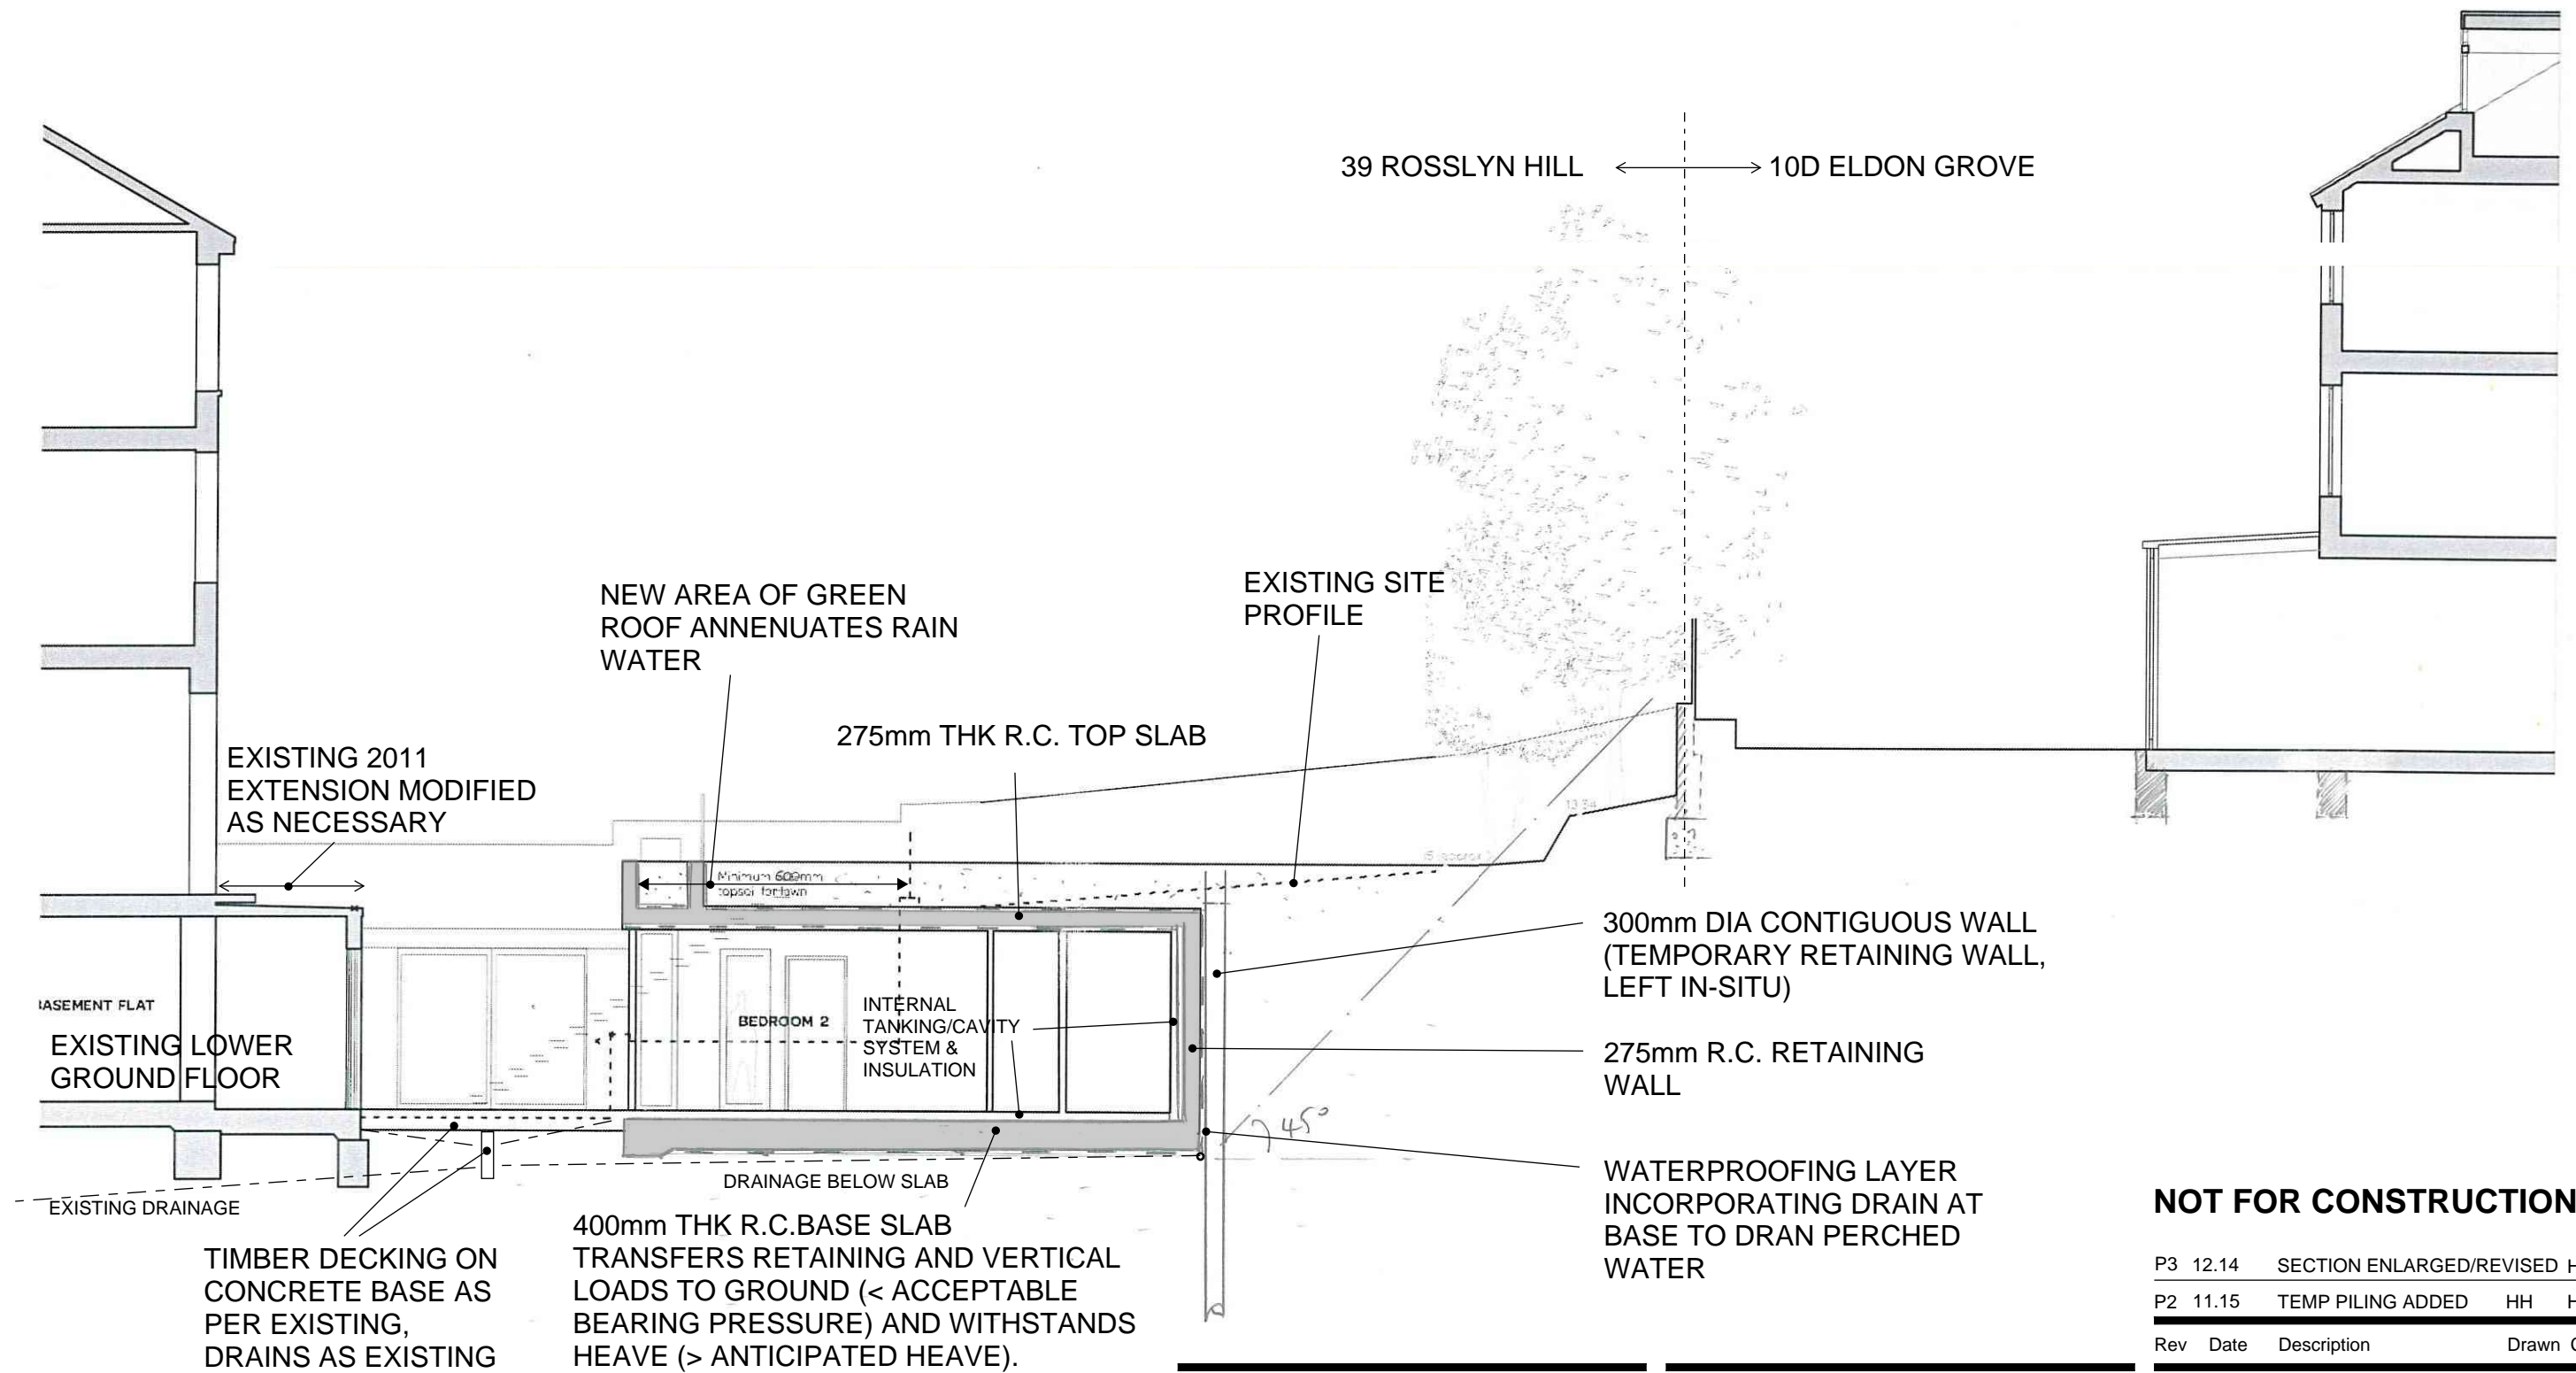 39 ROSSLYN HILL
10D ELDON GROVE
NEW AREA OF GREEN
ROOF ANNENUATES RAIN
WATER
EXISTING SITE
PROFILE
275mm THK R.C. TOP SLAB
EXISTING 2011
EXTENSION MODIFIED
AS NECESSARY
Minimum 600mm
topsoil for lawn
300mm DIA CONTIGUOUS WALL
(TEMPORARY RETAINING WALL,
LEFT IN-SITU)
BASEMENT FLAT
EXISTING LOWER
GROUND FLOOR
BEDROOM 2
INTERNAL
TANKING/CAVITY
SYSTEM &
INSULATION
275mm R.C. RETAINING
WALL
45°
WATERPROOFING LAYER
INCORPORATING DRAIN AT
BASE TO DRAN PERCHED
WATER
DRAINAGE BELOW SLAB
EXISTING DRAINAGE
TIMBER DECKING ON
CONCRETE BASE AS
PER EXISTING,
DRAINS AS EXISTING
400mm THK R.C.BASE SLAB
TRANSFERS RETAINING AND VERTICAL
LOADS TO GROUND (< ACCEPTABLE
BEARING PRESSURE) AND WITHSTANDS
HEAVE (> ANTICIPATED HEAVE).
NOT FOR CONSTRUCTION
P3 12.14 SECTION ENLARGED/REVISED H
P2 11.15 TEMP PILING ADDED HH H
Rev Date Description Drawn